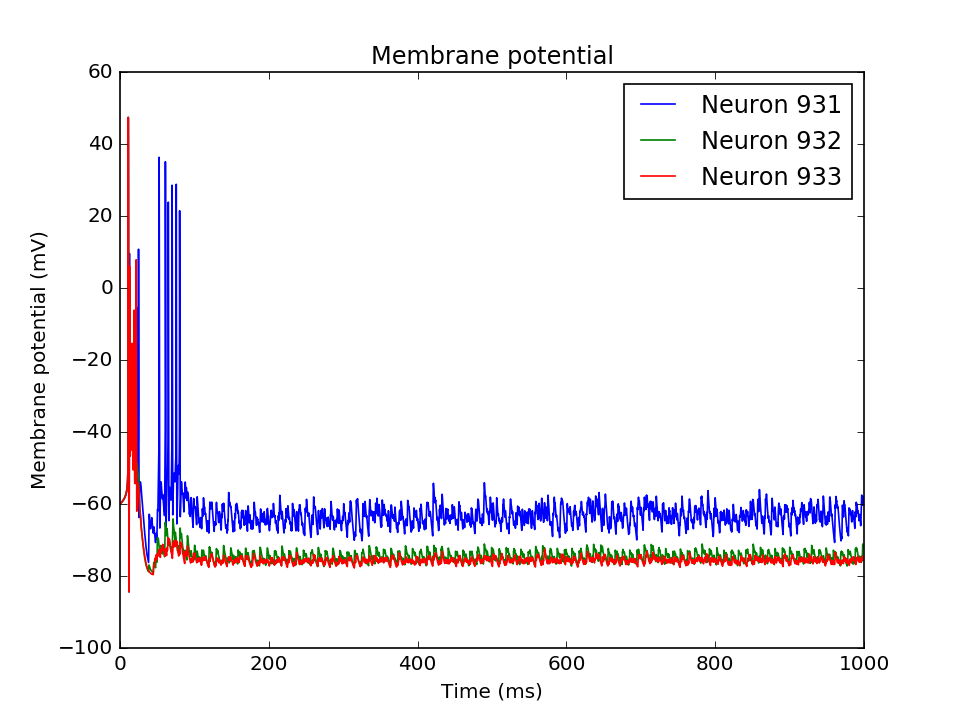 Membrane potential
Neuron 931
Neuron 932
Neuron 933
Membrane potential (mV)
60
40
20
0
−20
−40
−60
−80
−100
0 200 400 600 800 1000
Time (ms)